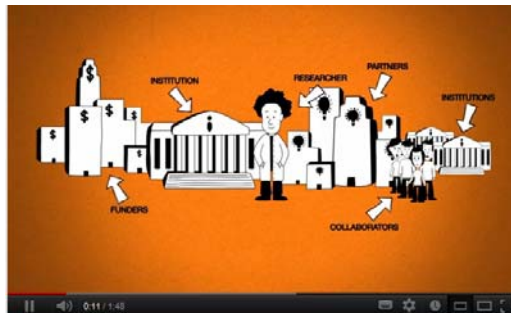 PARTNERS
INSTITUTION
RESEARCHER
INSTITUTIONS
$ $ $ $ $ $
FUNDERS
COLLABORATORS
0:11 / 1:48